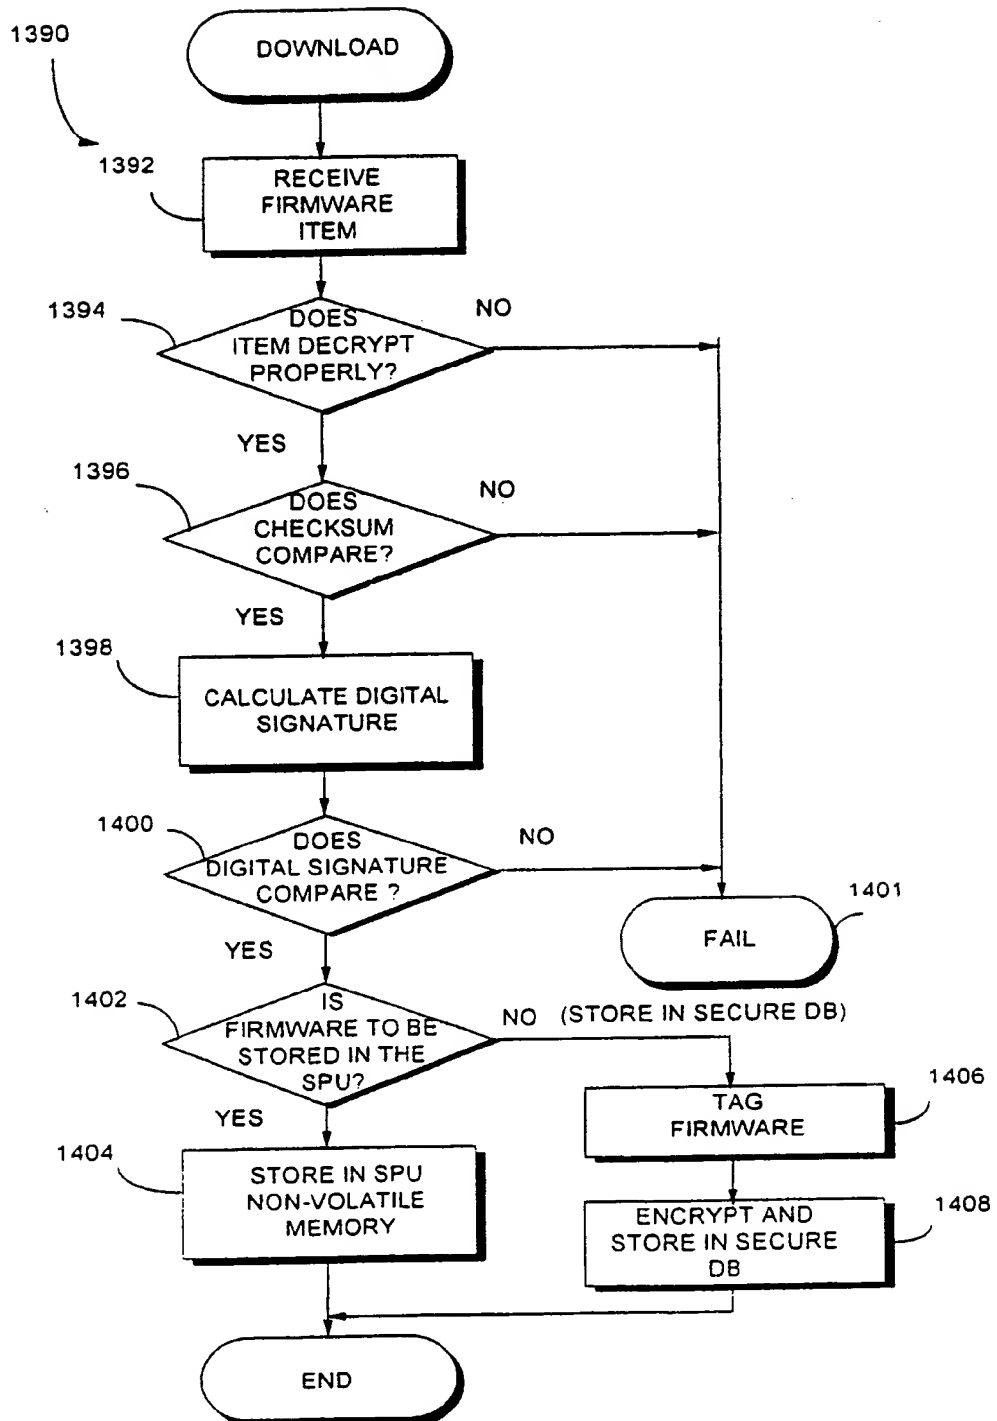 1390
DOWNLOAD
1392
RECEIVE
FIRMWARE
ITEM
1394
DOES
ITEM DECRYPT
PROPERLY?
NO
YES
1396
DOES
CHECKSUM
COMPARE?
NO
YES
1398
CALCULATE DIGITAL
SIGNATURE
1400
DOES
DIGITAL SIGNATURE
COMPARE ?
NO
1401
FAIL
YES
1402
IS
FIRMWARE TO BE
STORED IN THE
SPU?
NO (STORE IN SECURE DB)
YES
1406
TAG
FIRMWARE
1404
STORE IN SPU
NON-VOLATILE
MEMORY
1408
ENCRYPT AND
STORE IN SECURE
DB
END